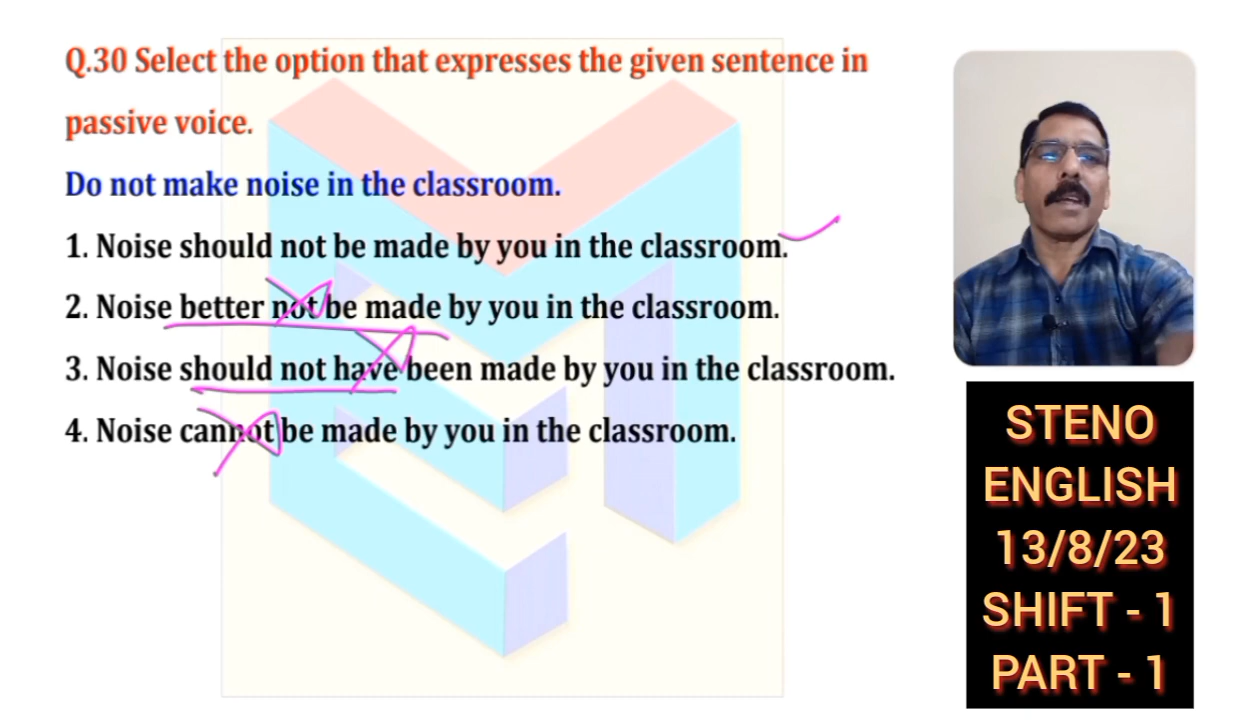 Q.30 Select the option that expresses the given sentence in
passive voice.
Do not make noise in the classroom.
1. Noise should not be made by you in the classroom.
2. Noise better not be made by you in the classroom.
3. Noise should not have been made by you in the classroom.
4. Noise cannot be made by you in the classroom.
STENO
ENGLISH
13/8/23
SHIFT - 1
PART - 1